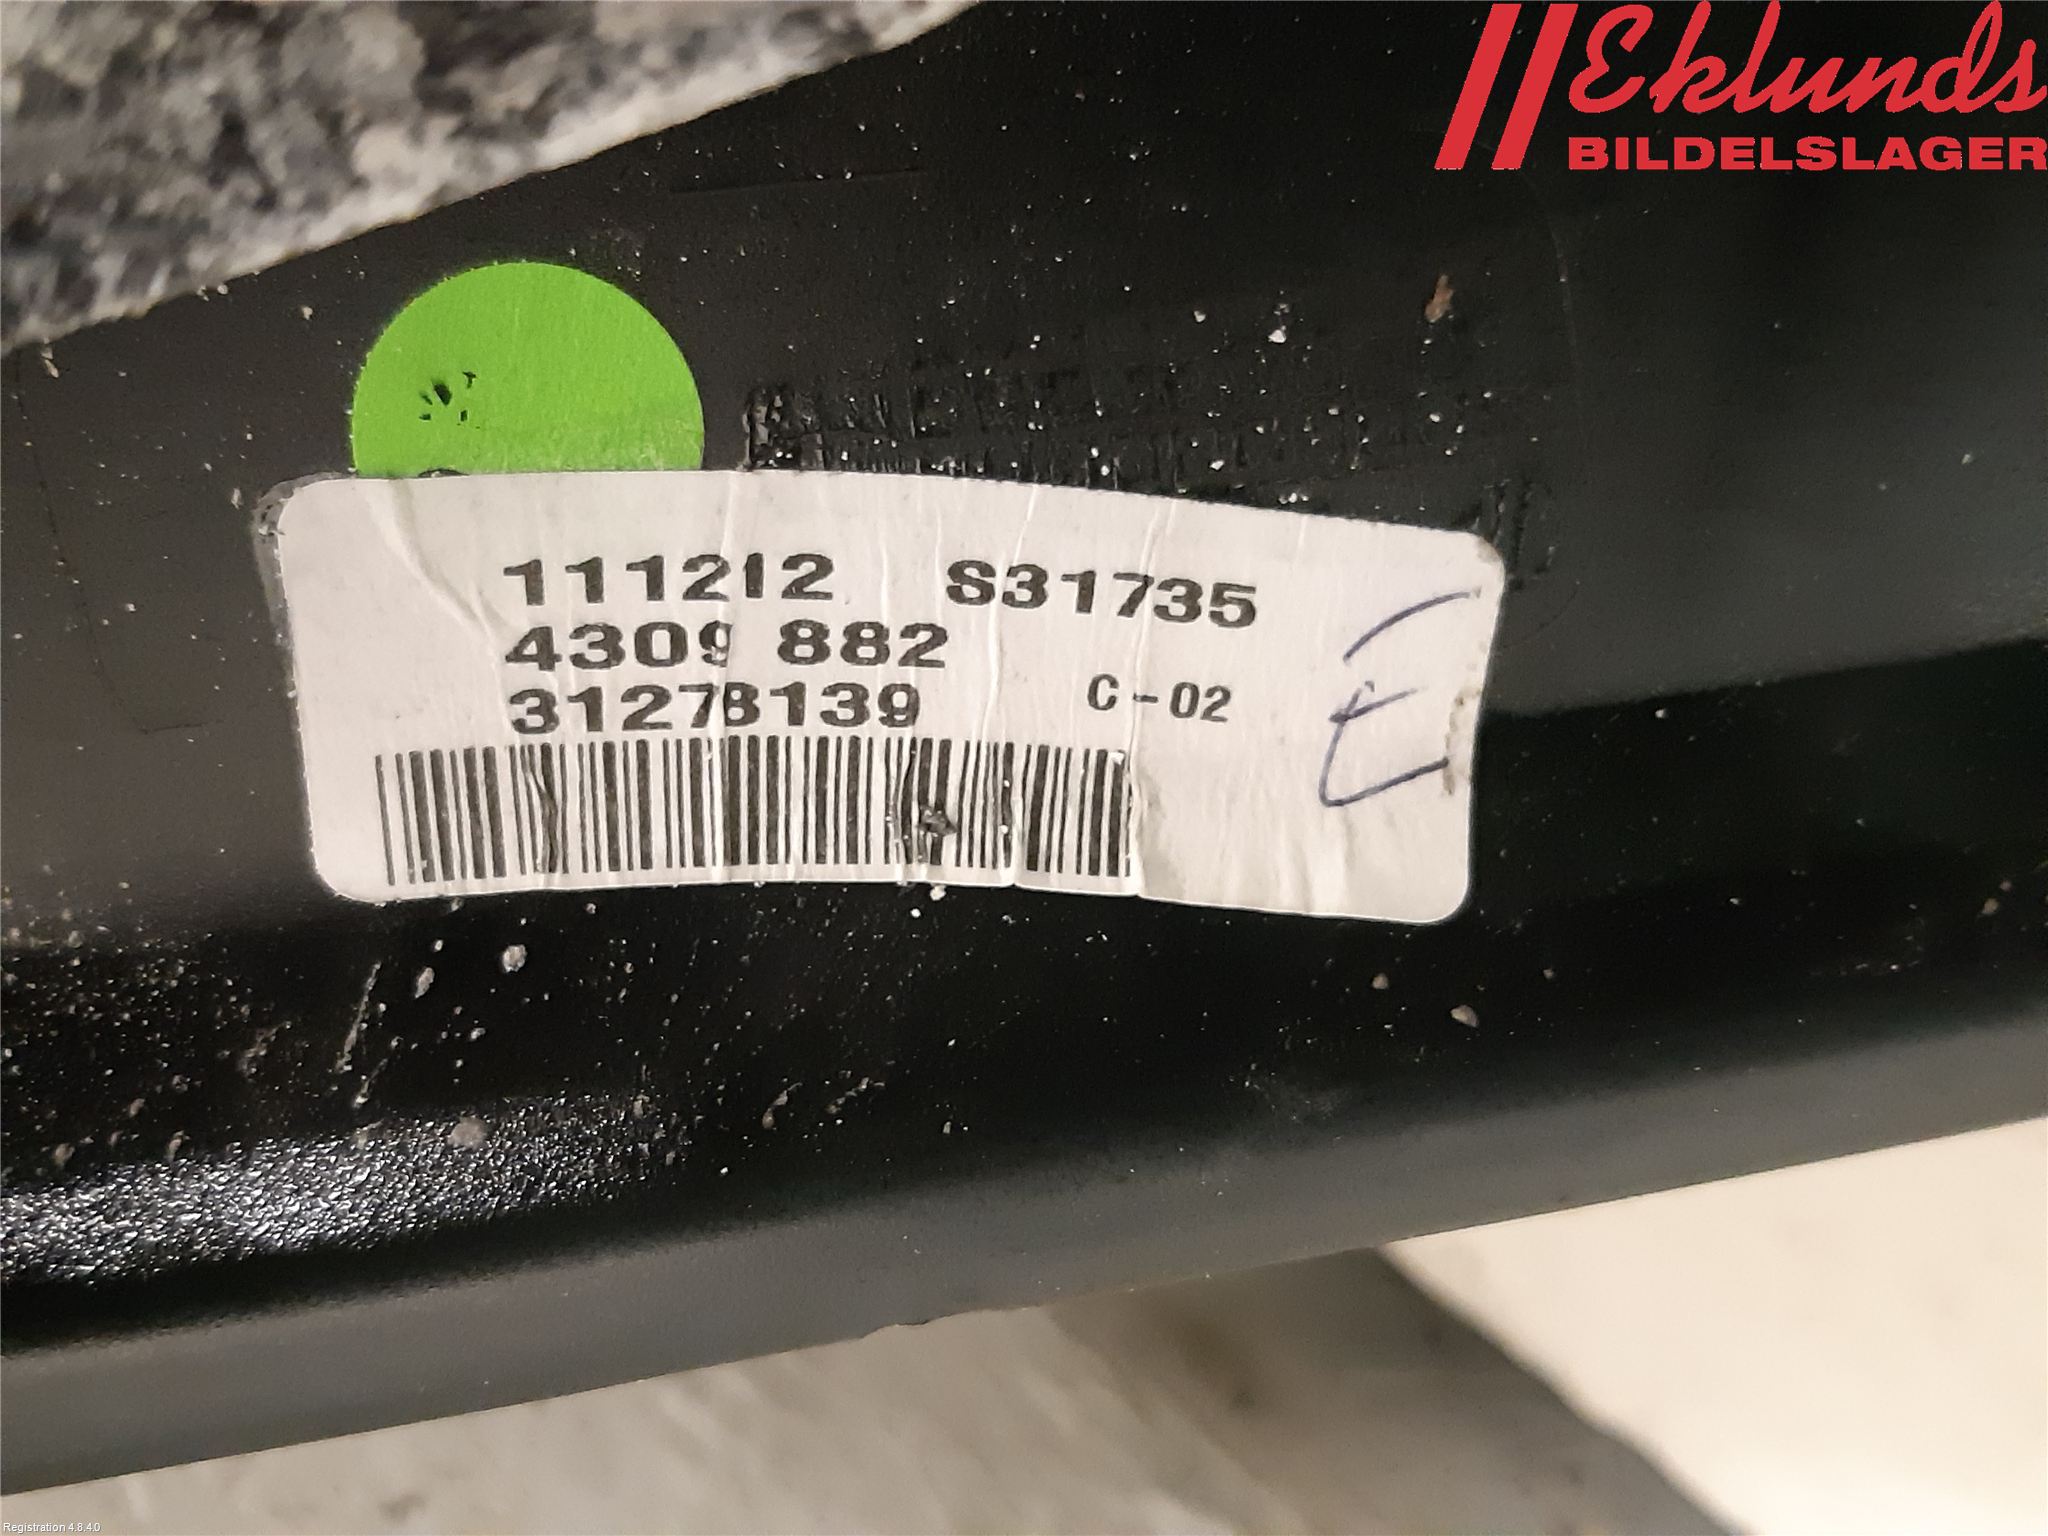 Eklunds
BILDELSLAGER
111212 S31735
4309 882
31278139 C-02
E
Registration 4.8.4.0